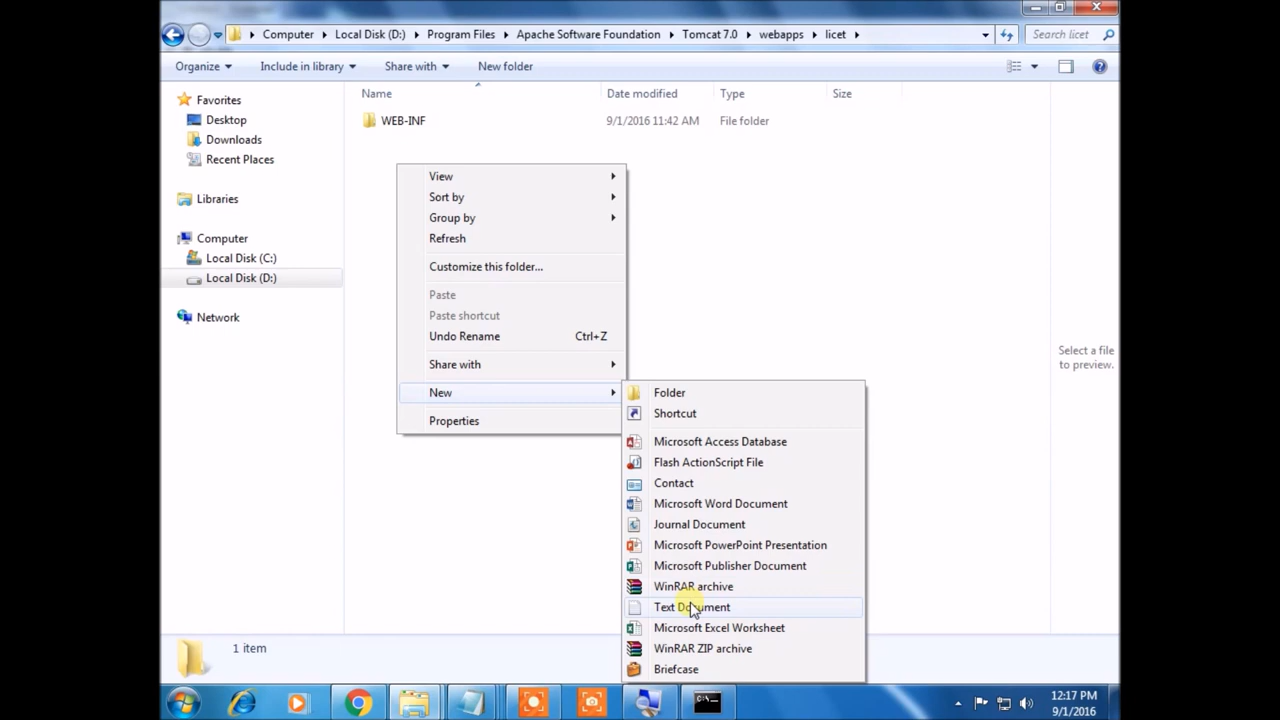 Computer Local Disk (D:) Program Files Apache Software Foundation Tomcat 7.0 webapps licet Search licet
Organize Include in library Share with New folder
Favorites
Desktop
Downloads
Recent Places
Libraries
Computer
Local Disk (C:)
Local Disk (D:)
Network
Name Date modified Type Size
WEB-INF 9/1/2016 11:42 AM File folder
View
Sort by
Group by
Refresh
Customize this folder...
Paste
Paste shortcut
Undo Rename Ctrl+Z
Share with
New
Properties
Folder
Shortcut
Microsoft Access Database
Flash ActionScript File
Contact
Microsoft Word Document
Journal Document
Microsoft PowerPoint Presentation
Microsoft Publisher Document
WinRAR archive
Text Document
Microsoft Excel Worksheet
WinRAR ZIP archive
Briefcase
Select a file
to preview.
1 item
C:\
12:17 PM
9/1/2016